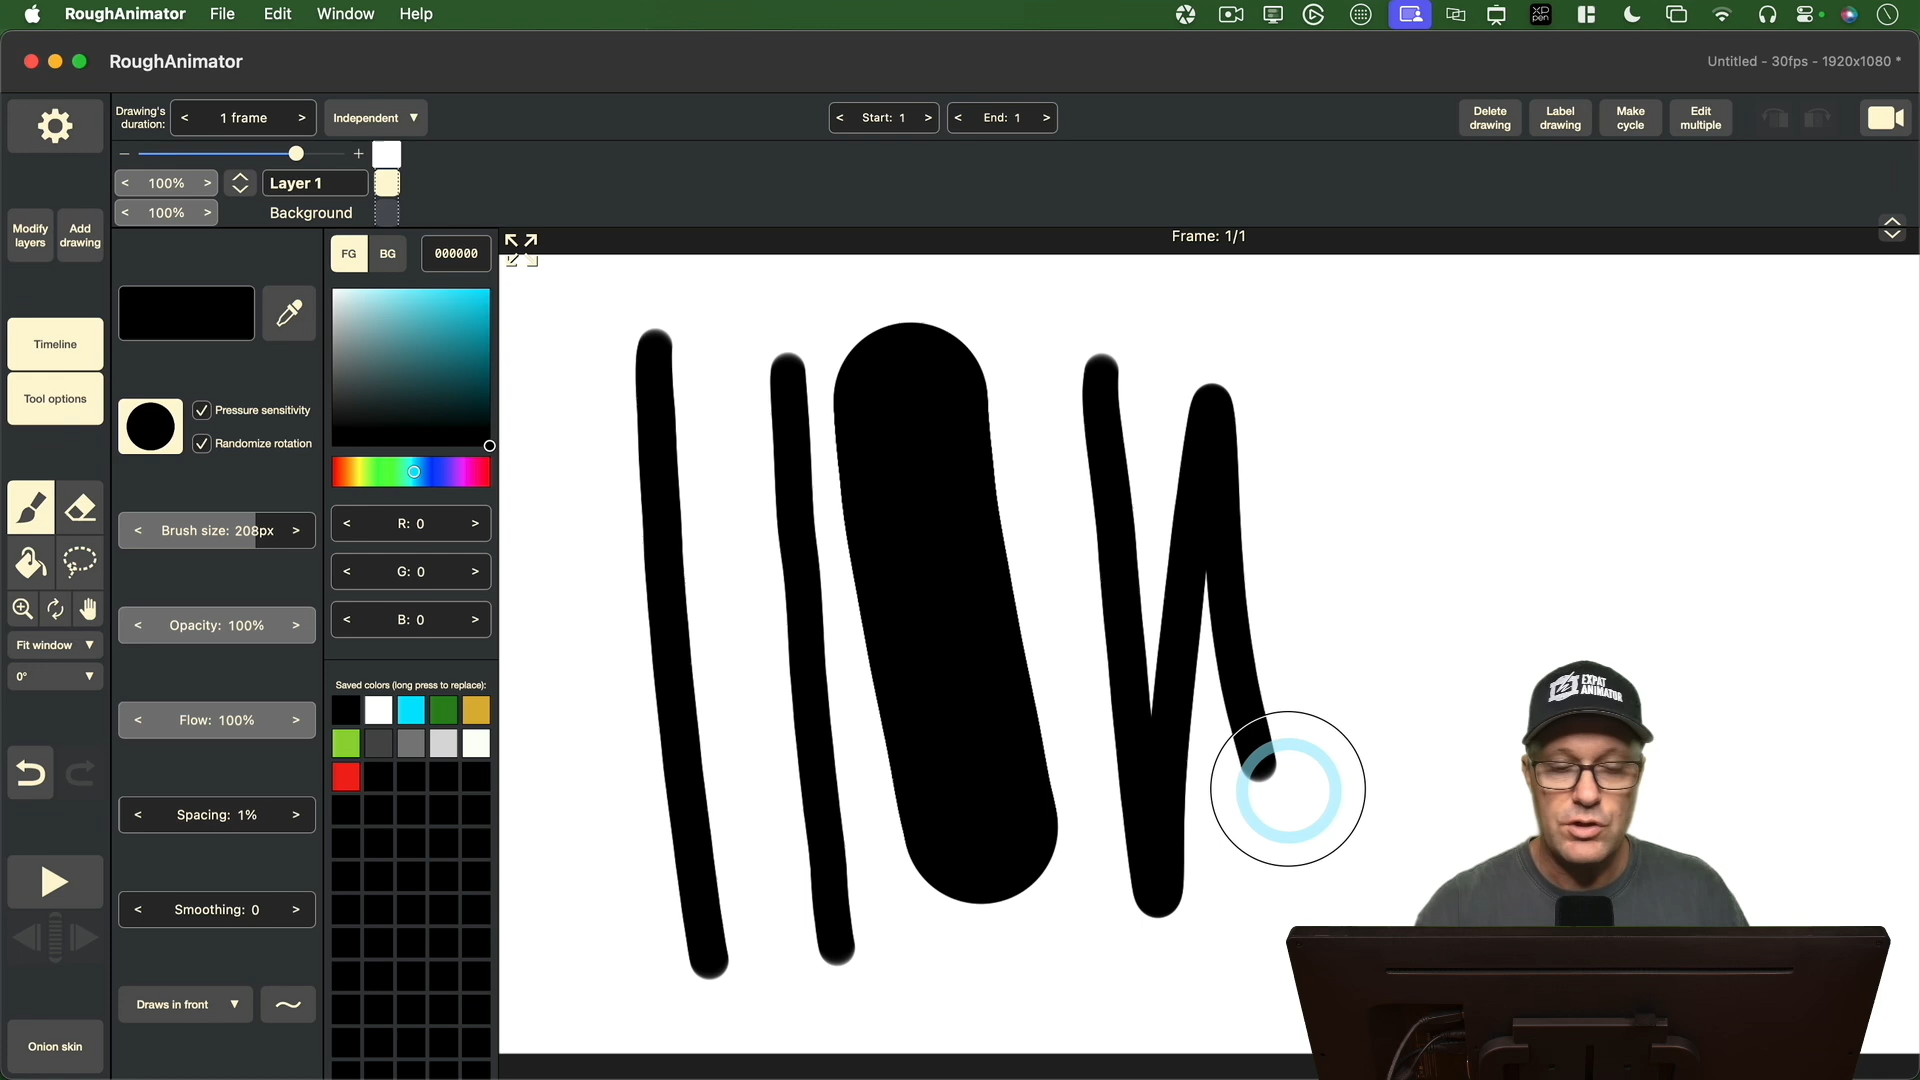 RoughAnimator File Edit Window Help
XP pen
RoughAnimator
Untitled - 30fps - 1920x1080 *
Drawing's duration:
< 1 frame >
Independent ▼
< Start: 1 >
< End: 1 >
Delete drawing
Label drawing
Make cycle
Edit multiple
− +
< 100% > Layer 1
< 100% > Background
Modify layers
Add drawing
FG BG 000000
Frame: 1/1
Timeline
Tool options
Pressure sensitivity
Randomize rotation
< Brush size: 208px >
< R: 0 >
< G: 0 >
< B: 0 >
< Opacity: 100% >
Fit window ▼
0° ▼
Saved colors (long press to replace):
< Flow: 100% >
< Spacing: 1% >
< Smoothing: 0 >
Draws in front ▼
Onion skin
EXPAT
ANIMATOR